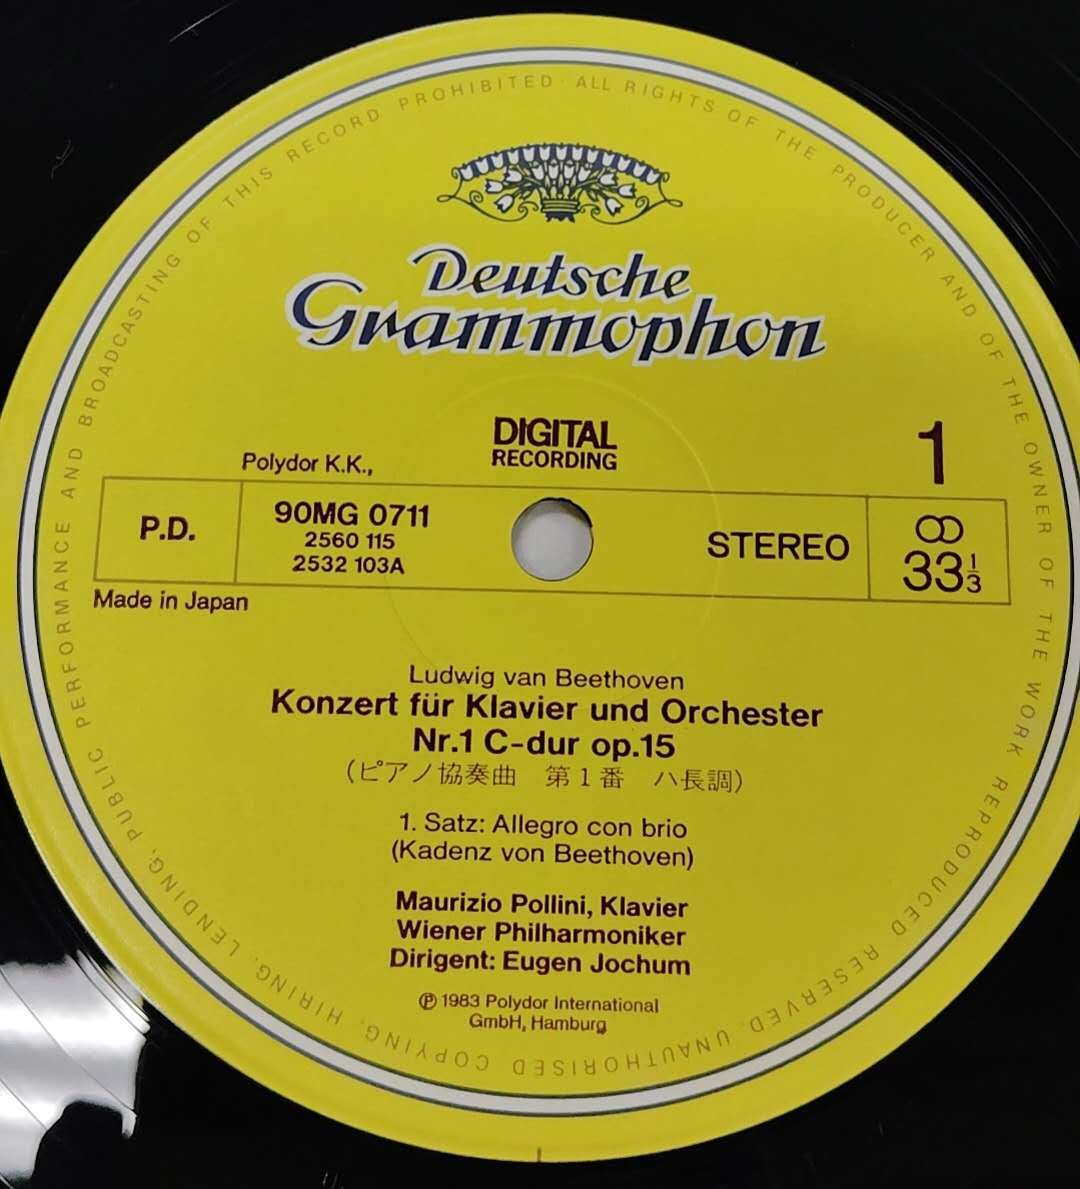 ALL RIGHTS OF THE PRODUCER AND OF THE OWNER OF THE WORK REPRODUCED RESERVED. UNAUTHORISED COPYING, HIRING, LENDING, PUBLIC PERFORMANCE AND BROADCASTING OF THIS RECORD PROHIBITED ·
Deutsche
Grammophon
DIGITAL
RECORDING
1
Polydor K.K.,
P.D.
90MG 0711
2560 115
2532 103A
STEREO
33⅓
Made in Japan
Ludwig van Beethoven
Konzert für Klavier und Orchester
Nr.1 C-dur op.15
(ピアノ協奏曲　第1番　ハ長調)
1. Satz: Allegro con brio
(Kadenz von Beethoven)
Maurizio Pollini, Klavier
Wiener Philharmoniker
Dirigent: Eugen Jochum
℗ 1983 Polydor International
GmbH, Hamburg